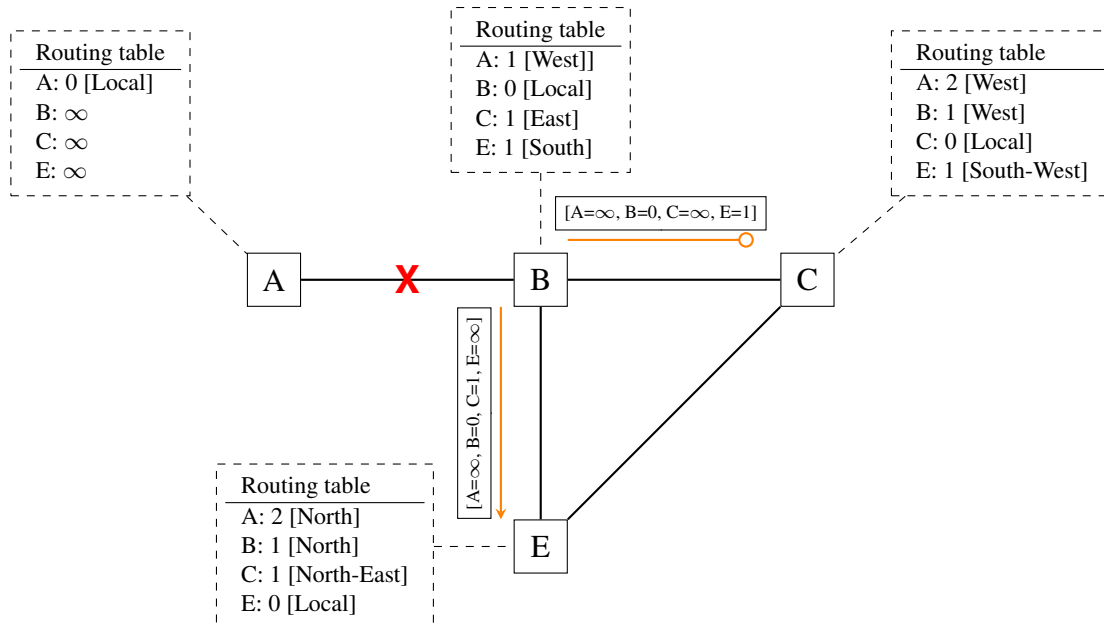 Routing table
A: 0 [Local]
B: ∞
C: ∞
E: ∞
Routing table
A: 1 [West]]
B: 0 [Local]
C: 1 [East]
E: 1 [South]
Routing table
A: 2 [West]
B: 1 [West]
C: 0 [Local]
E: 1 [South-West]
[A=∞, B=0, C=∞, E=1]
A
X
B
C
[A=∞, B=0, C=1, E=∞]
Routing table
A: 2 [North]
B: 1 [North]
C: 1 [North-East]
E: 0 [Local]
E